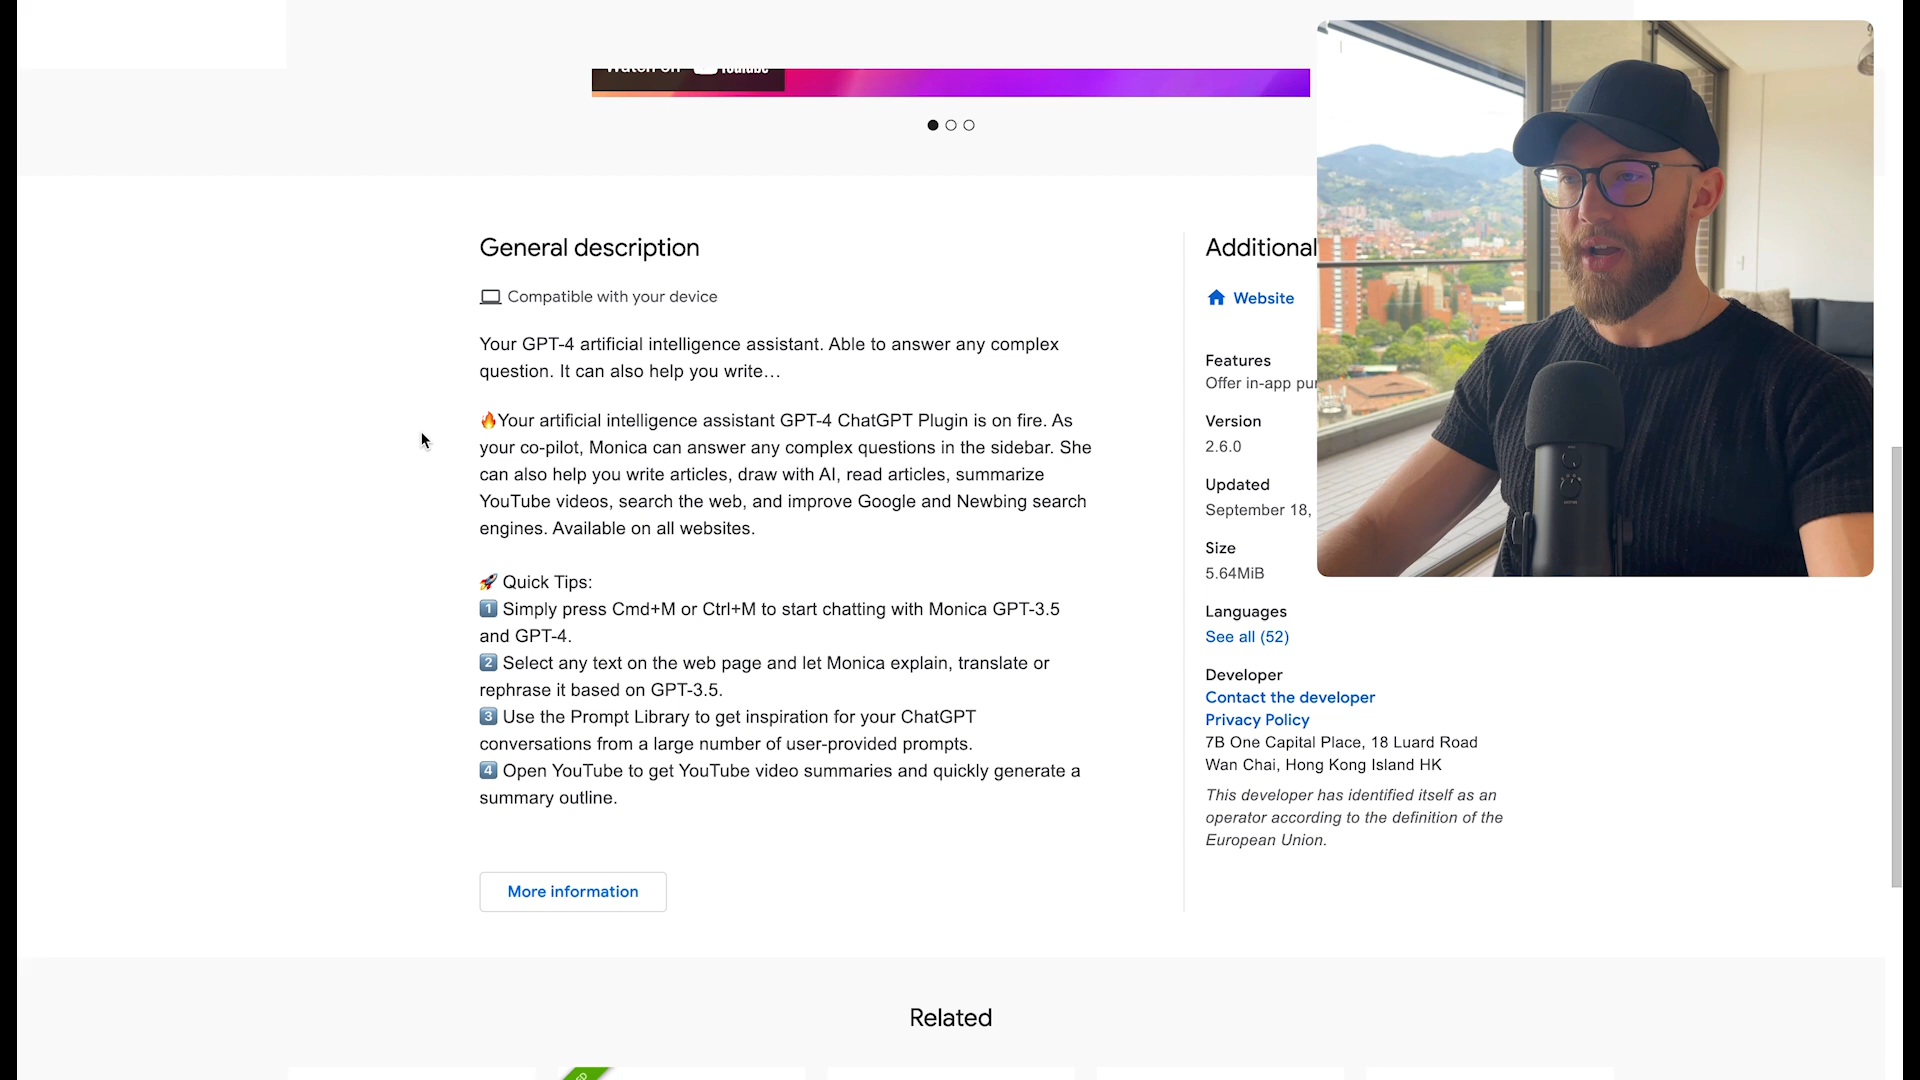 Watch on YouTube
General description
Compatible with your device
Your GPT-4 artificial intelligence assistant. Able to answer any complex
question. It can also help you write…
🔥Your artificial intelligence assistant GPT-4 ChatGPT Plugin is on fire. As
your co-pilot, Monica can answer any complex questions in the sidebar. She
can also help you write articles, draw with AI, read articles, summarize
YouTube videos, search the web, and improve Google and Newbing search
engines. Available on all websites.
🚀 Quick Tips:
1️⃣ Simply press Cmd+M or Ctrl+M to start chatting with Monica GPT-3.5
and GPT-4.
2️⃣ Select any text on the web page and let Monica explain, translate or
rephrase it based on GPT-3.5.
3️⃣ Use the Prompt Library to get inspiration for your ChatGPT
conversations from a large number of user-provided prompts.
4️⃣ Open YouTube to get YouTube video summaries and quickly generate a
summary outline.
More information
Additional
Website
Features
Offer in-app pu
Version
2.6.0
Updated
September 18,
Size
5.64MiB
Languages
See all (52)
Developer
Contact the developer
Privacy Policy
7B One Capital Place, 18 Luard Road
Wan Chai, Hong Kong Island HK
This developer has identified itself as an
operator according to the definition of the
European Union.
Related